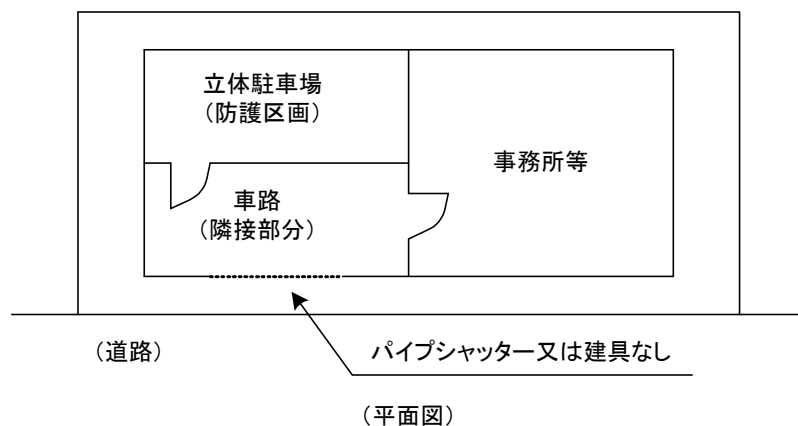 立体駐車場
（防護区画）
事務所等
車路
（隣接部分）
（道路）
パイプシャッター又は建具なし
（平面図）